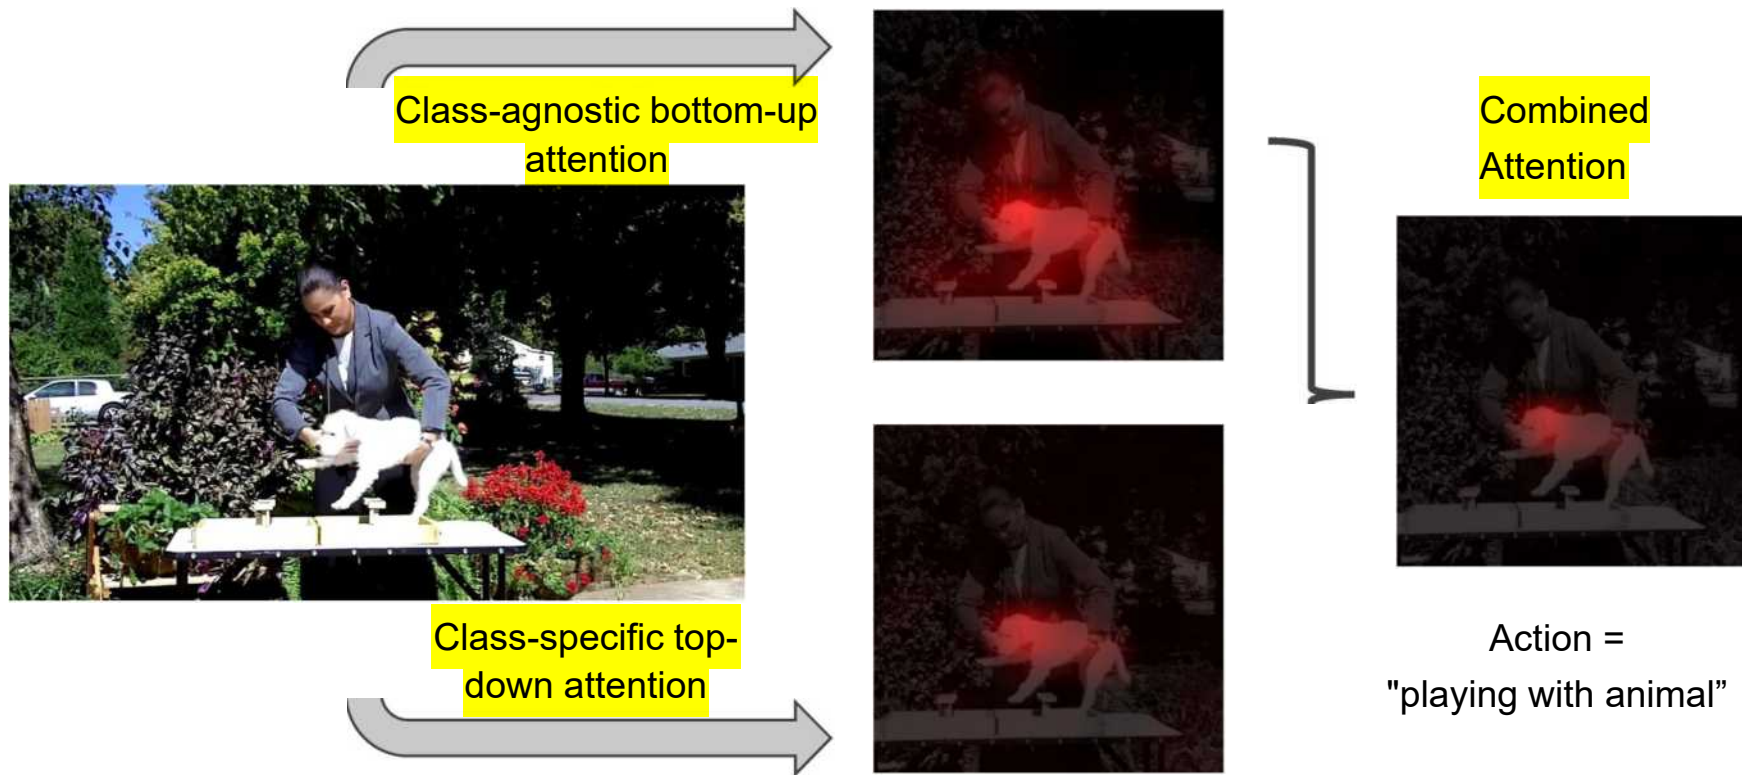 Class-agnostic bottom-up
attention
Combined
Attention
Class-specific top-
down attention
Action =
"playing with animal”